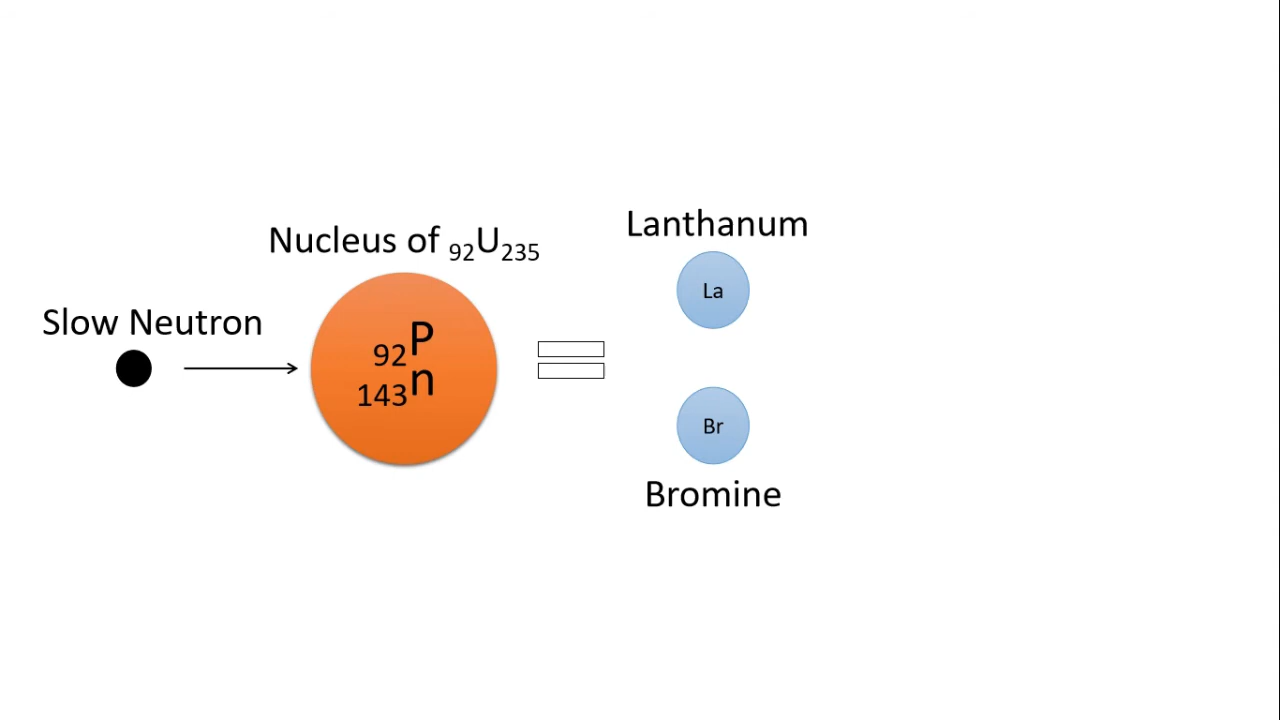 Slow Neutron
Nucleus of ₉₂U₂₃₅
₉₂P
₁₄₃n
Lanthanum
La
Br
Bromine